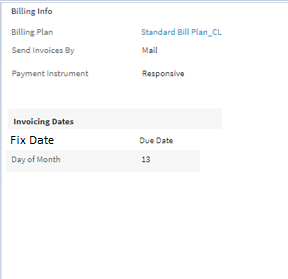 Billing Info
Billing Plan Standard Bill Plan_CL
Send Invoices By Mail
Payment Instrument Responsive
Invoicing Dates
Fix Date Due Date
Day of Month 13